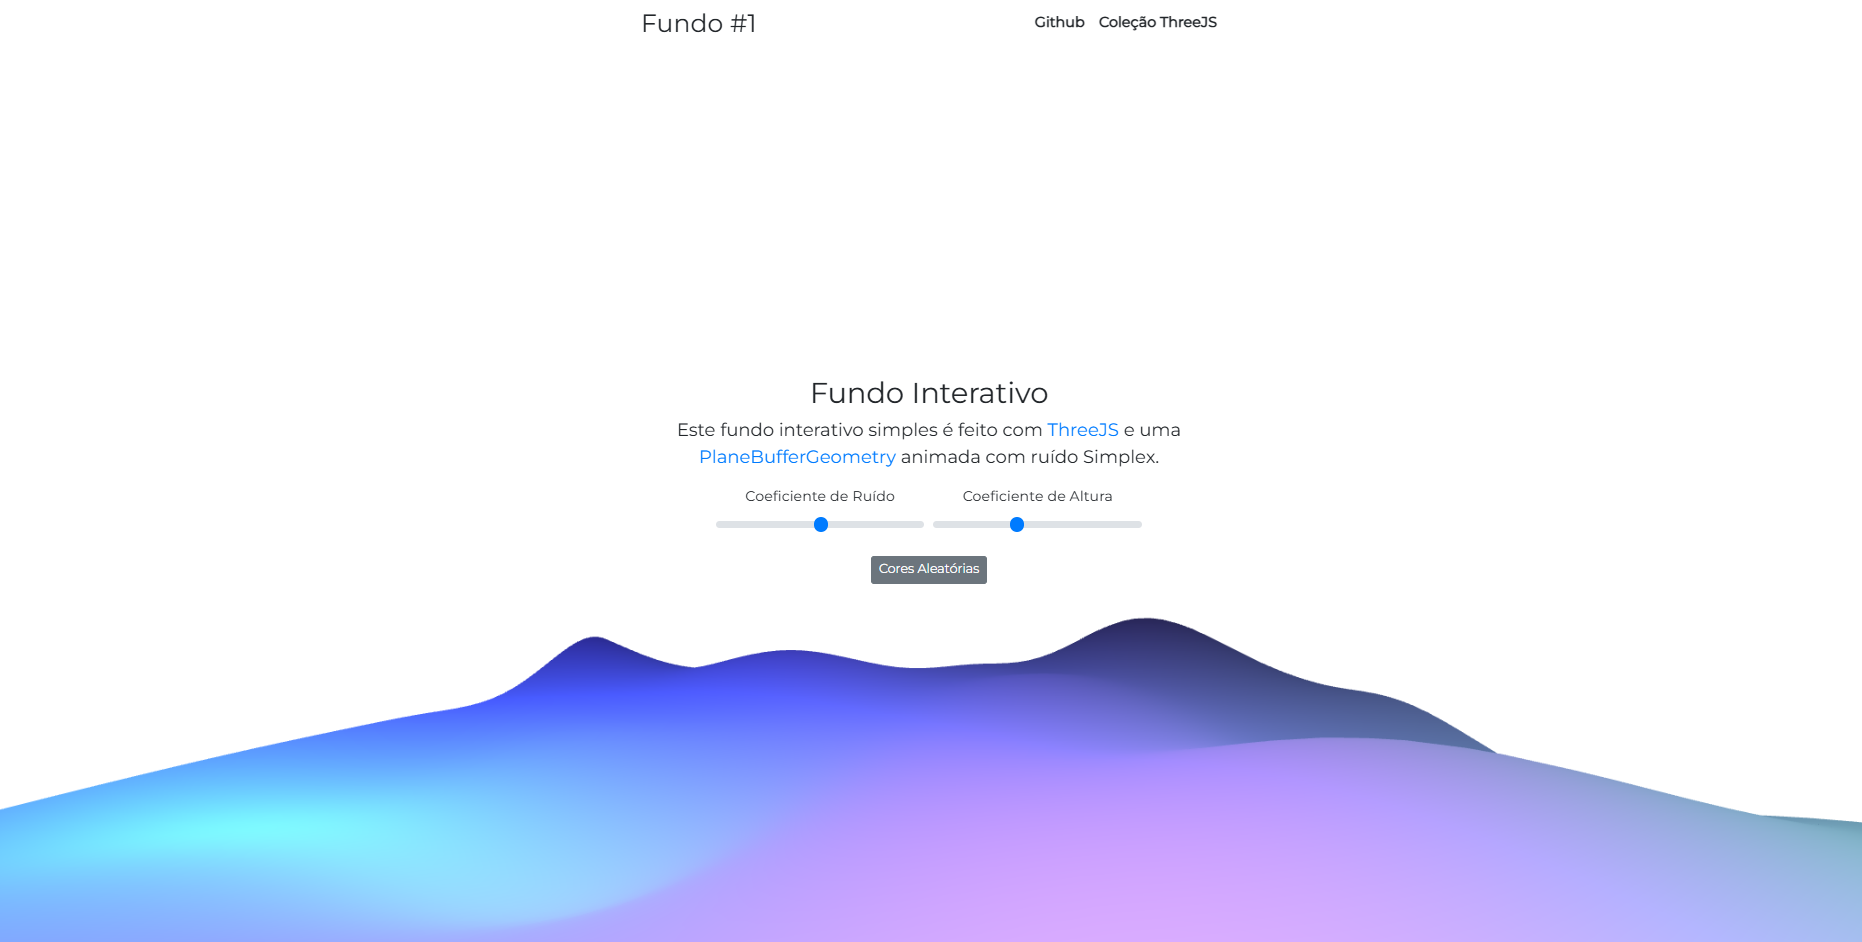 Fundo #1
Github Coleção ThreeJS
Fundo Interativo
Este fundo interativo simples é feito com ThreeJS e uma
PlaneBufferGeometry animada com ruído Simplex.
Coeficiente de Ruído
Coeficiente de Altura
Cores Aleatórias